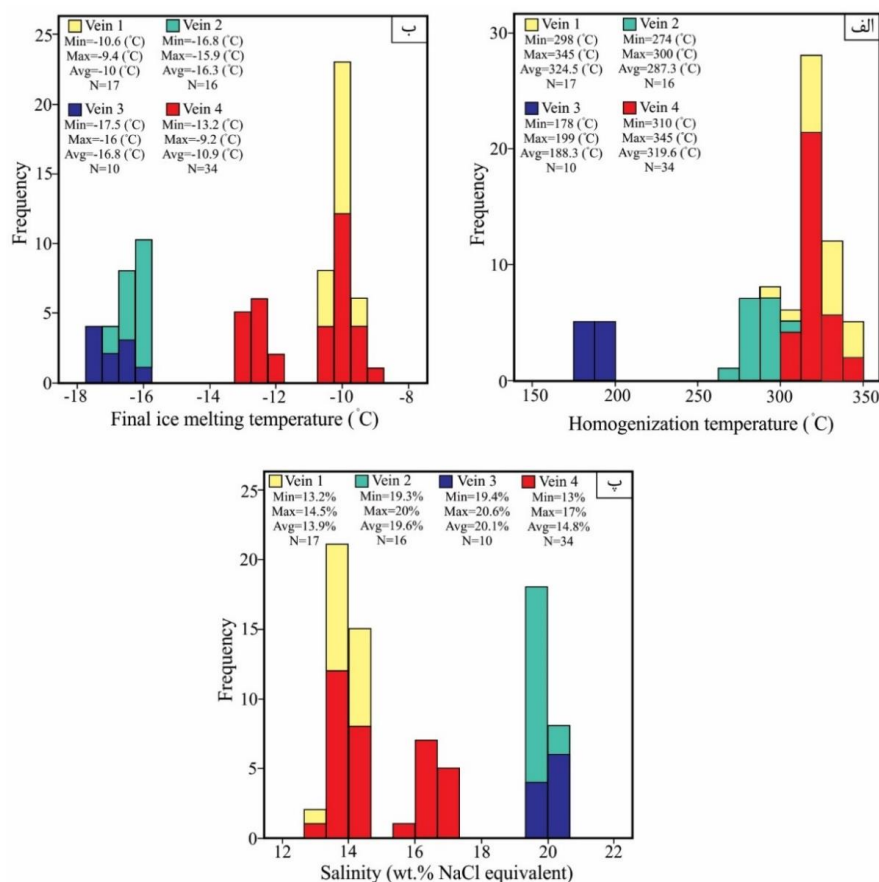 ب
Vein 1
Min=-10.6 (°C)
Max=-9.4 (°C)
Avg=-10 (°C)
N=17
Vein 2
Min=-16.8 (°C)
Max=-15.9 (°C)
Avg=-16.3 (°C)
N=16
Vein 3
Min=-17.5 (°C)
Max=-16 (°C)
Avg=-16.8 (°C)
N=10
Vein 4
Min=-13.2 (°C)
Max=-9.2 (°C)
Avg=-10.9 (°C)
N=34
Frequency
25
20
15
10
5
0
-18 -16 -14 -12 -10 -8
Final ice melting temperature (°C)
الف
Vein 1
Min=298 (°C)
Max=345 (°C)
Avg=324.5 (°C)
N=17
Vein 2
Min=274 (°C)
Max=300 (°C)
Avg=287.3 (°C)
N=16
Vein 3
Min=178 (°C)
Max=199 (°C)
Avg=188.3 (°C)
N=10
Vein 4
Min=310 (°C)
Max=345 (°C)
Avg=319.6 (°C)
N=34
Frequency
30
20
10
0
150 200 250 300 350
Homogenization temperature (°C)
پ
Vein 1
Min=13.2%
Max=14.5%
Avg=13.9%
N=17
Vein 2
Min=19.3%
Max=20%
Avg=19.6%
N=16
Vein 3
Min=19.4%
Max=20.6%
Avg=20.1%
N=10
Vein 4
Min=13%
Max=17%
Avg=14.8%
N=34
Frequency
25
20
15
10
5
0
12 14 16 18 20 22
Salinity (wt.% NaCl equivalent)